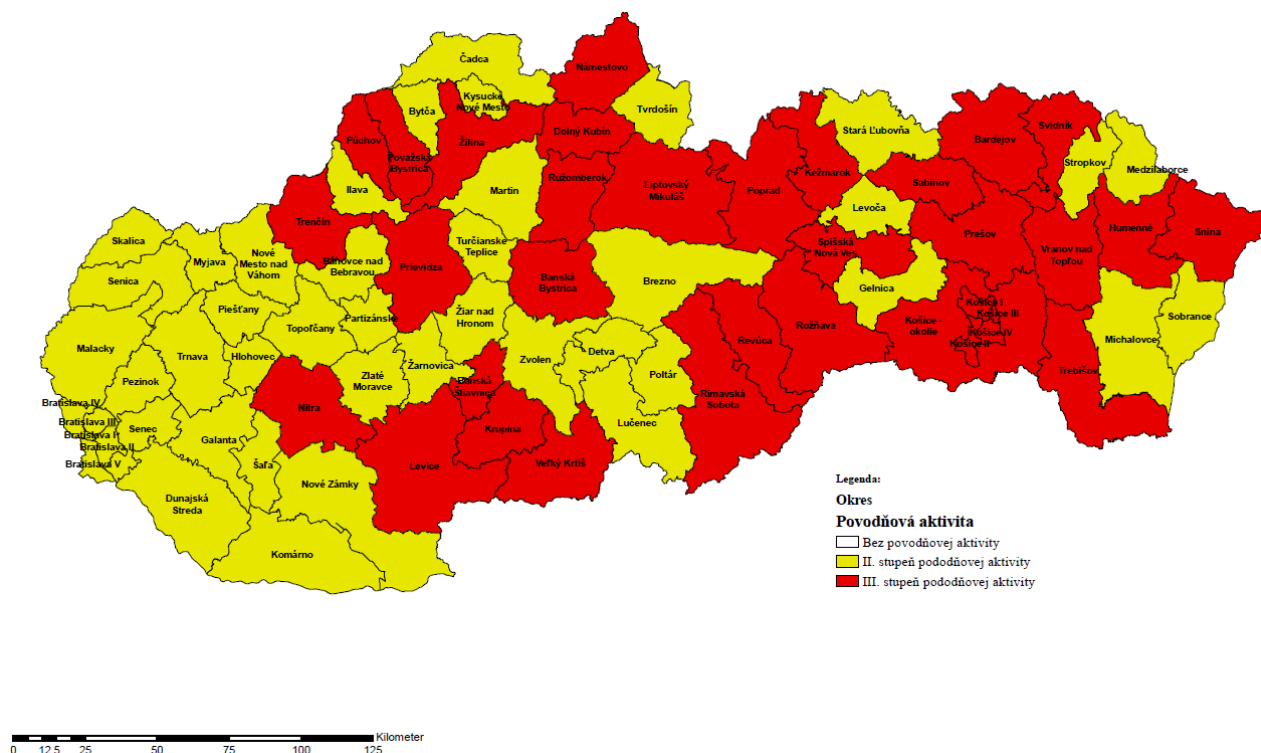 Čadca
Námestovo
Kysucké
Nové Mesto
Bytča
Tvrdošín
Púchov
Považská
Bystrica
Žilina
Dolný Kubín
Stará Ľubovňa
Bardejov
Svidník
Stropkov
Medzilaborce
Ilava
Martin
Ružomberok
Liptovský
Mikuláš
Poprad
Kežmarok
Sabinov
Levoča
Trenčín
Turčianske
Teplice
Prievidza
Bánovce nad
Bebravou
Spišská
Nová Ves
Prešov
Vranov nad
Topľou
Humenné
Snina
Skalica
Myjava
Nové
Mesto nad
Váhom
Senica
Banská
Bystrica
Brezno
Gelnica
Piešťany
Topoľčany
Partizánske
Žiar nad
Hronom
Košice I
Košice III
Košice -
okolie
Košice IV
Košice II
Rožňava
Revúca
Sobrance
Michalovce
Malacky
Trnava
Hlohovec
Zlaté
Moravce
Žarnovica
Zvolen
Detva
Poltár
Trebišov
Pezinok
Banská
Štiavnica
Rimavská
Sobota
Bratislava IV
Bratislava III
Bratislava I
Bratislava II
Bratislava V
Senec
Galanta
Nitra
Krupina
Lučenec
Levice
Veľký Krtíš
Šaľa
Nové Zámky
Dunajská
Streda
Komárno
Legenda:
Okres
Povodňová aktivita
Bez povodňovej aktivity
II. stupeň pododňovej aktivity
III. stupeň pododňovej aktivity
Kilometer
0 12.5 25 50 75 100 125